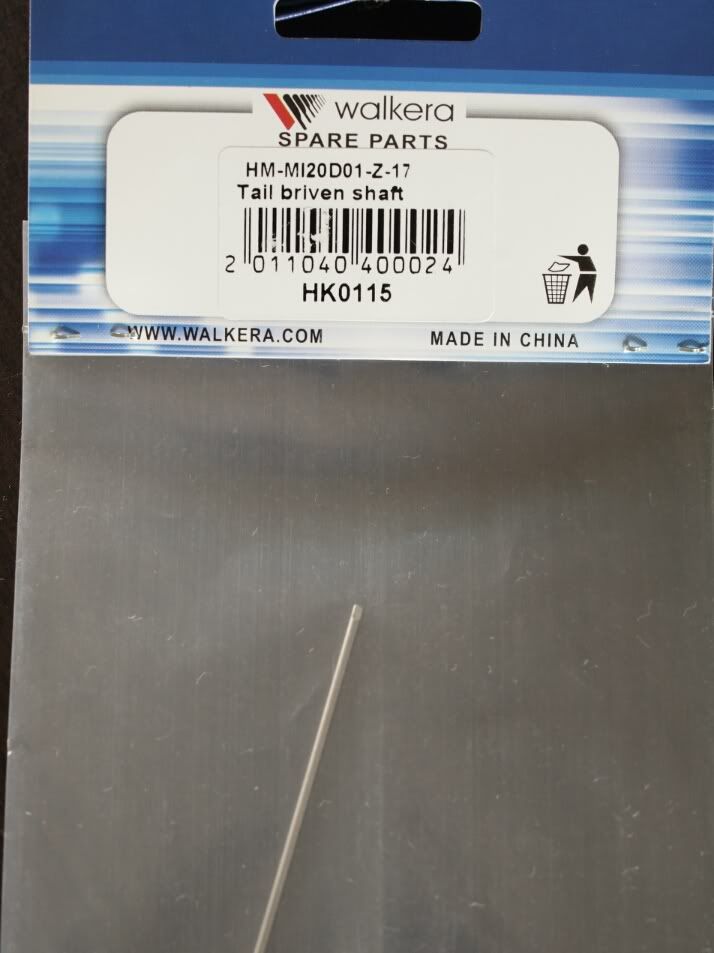 walkera
SPARE PARTS
HM-MI20D01-Z-17
Tail briven shaft
2 011040 400024
HK0115
WWW.WALKERA.COM
MADE IN CHINA